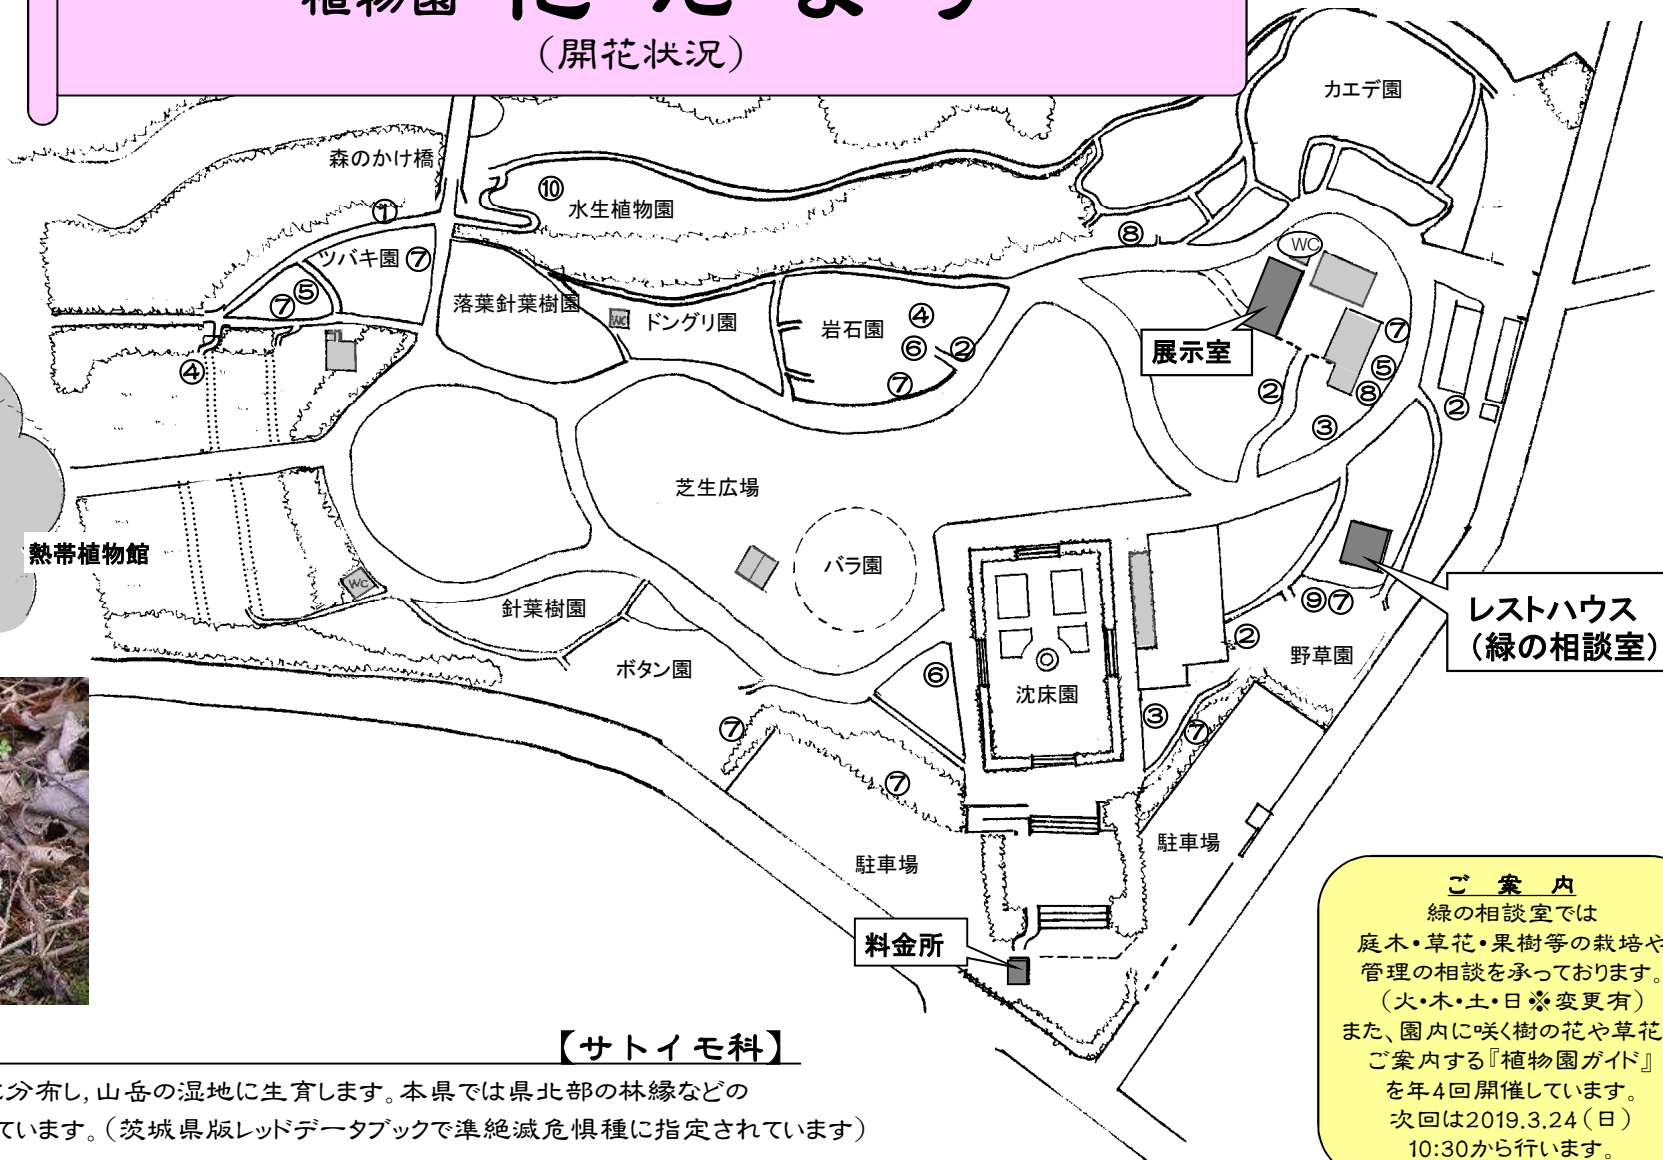 植物園 花だより
(開花状況)
カエデ園
森のかけ橋
⑩
水生植物園
①
⑧
WC
ツバキ園 ⑦
⑤
⑦
落葉針葉樹園
WC
ドングリ園
岩石園
④
⑥
②
⑦
展示室
⑦
⑤
⑧
②
③
②
④
芝生広場
バラ園
熱帯植物館
WC
針葉樹園
ボタン園
⑨⑦
②
野草園
レストハウス
(緑の相談室)
⑥
沈床園
③
⑦
⑦
⑦
駐車場
駐車場
料金所
ご 案 内
緑の相談室では
庭木・草花・果樹等の栽培や
管理の相談を承っております。
(火・木・土・日※変更有)
また、園内に咲く樹の花や草花
ご案内する『植物園ガイド』
を年4回開催しています。
次回は2019.3.24(日)
10:30から行います。
【サトイモ科】
分布し,山岳の湿地に生育します。本県では県北部の林縁などの
ています。(茨城県版レッドデータブックで準絶滅危惧種に指定されています)